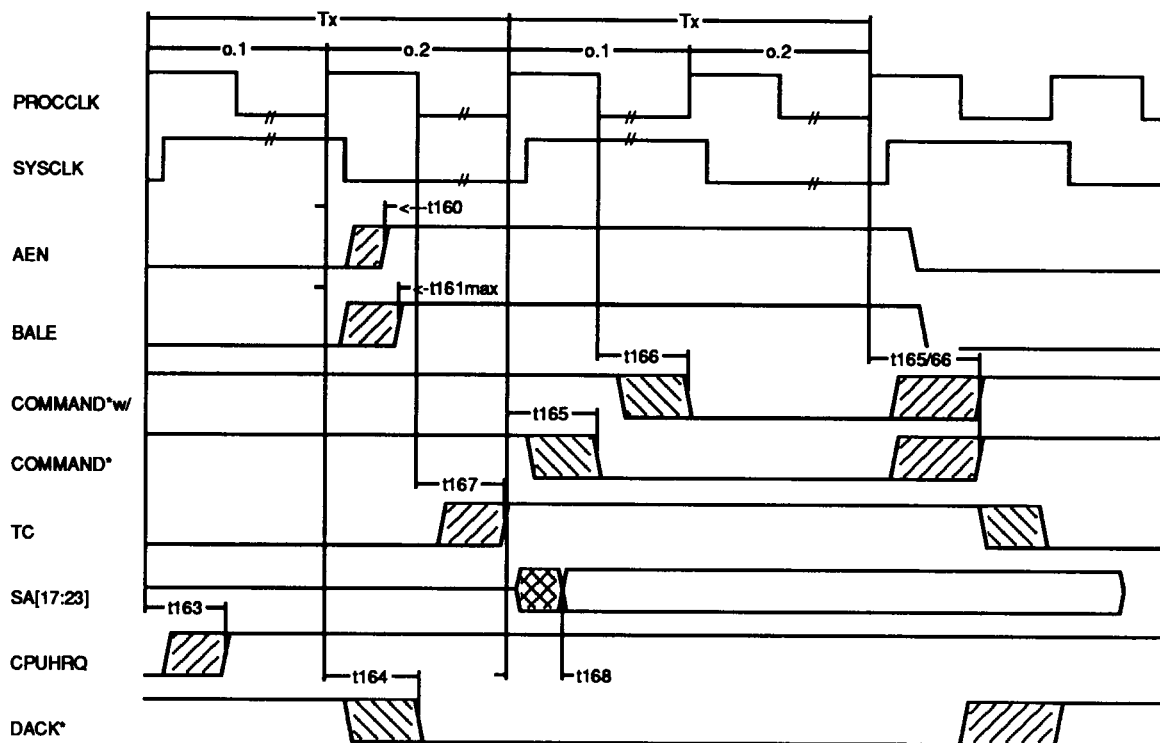 Tx Tx
o.1 o.2 o.1 o.2
PROCCLK
SYSCLK
<--t160
AEN
<-t161max
BALE
t166 t165/66
COMMAND*w/
t165
COMMAND*
t167
TC
SA[17:23]
t163
CPUHRQ
t164 t168
DACK*